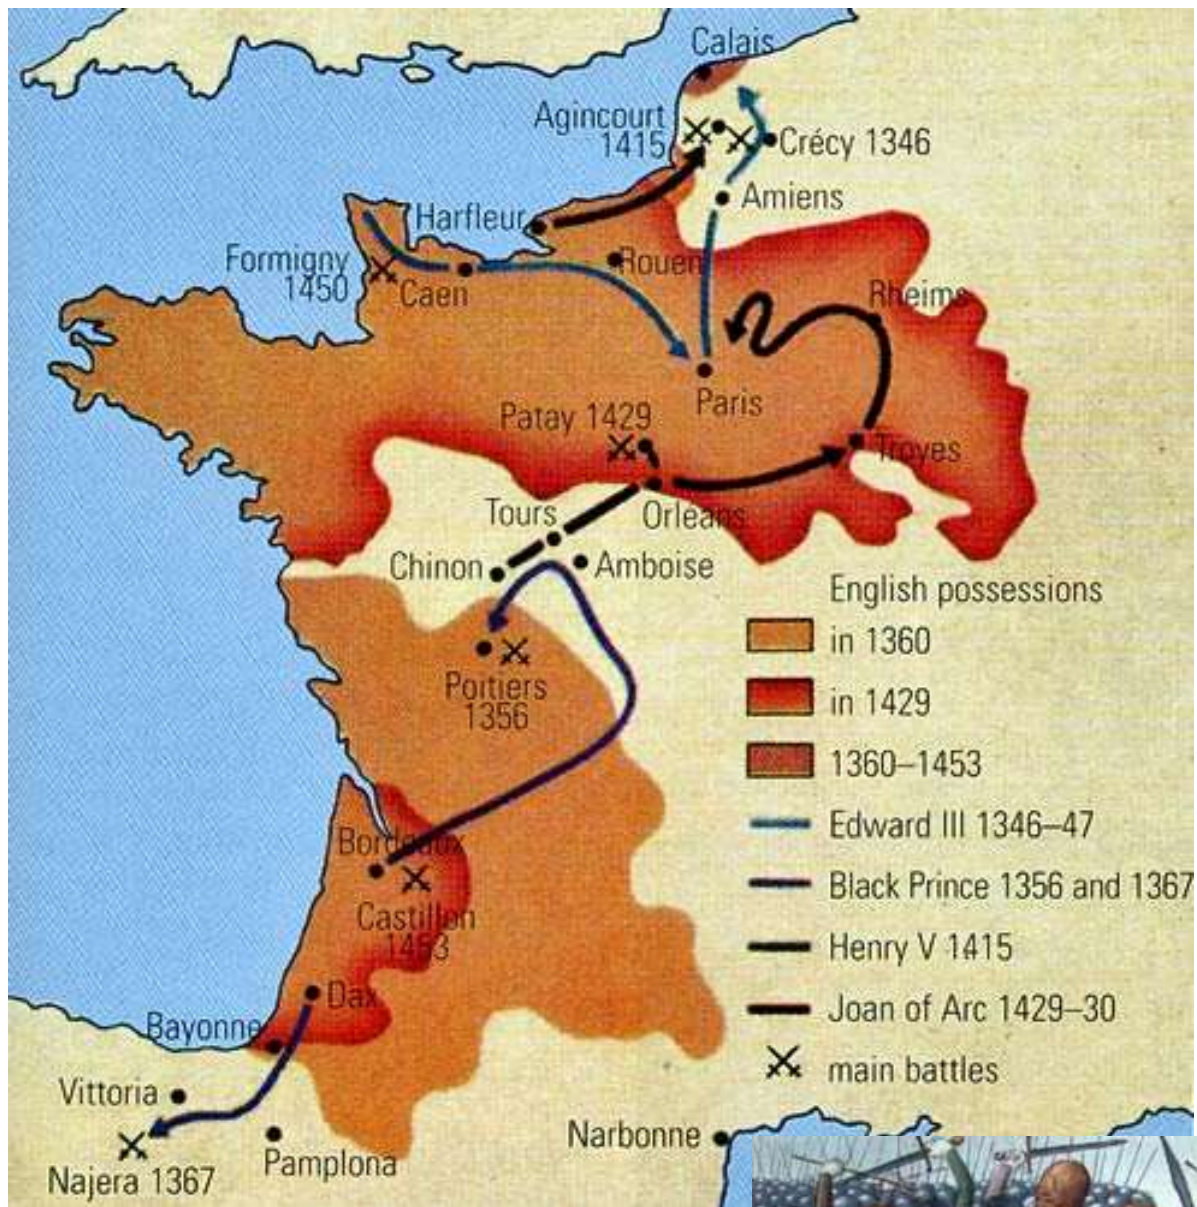 Calais
Agincourt
1415
Crécy 1346
Amiens
Harfleur
Formigny
1450
Rouen
Caen
Rheims
Paris
Patay 1429
Troyes
Tours
Orléans
Chinon
Amboise
Poitiers
1356
Bordeaux
Castillon
1453
Dax
Bayonne
Vittoria
Najera 1367
Pamplona
Narbonne
English possessions
in 1360
in 1429
1360–1453
Edward III 1346–47
Black Prince 1356 and 1367
Henry V 1415
Joan of Arc 1429–30
main battles